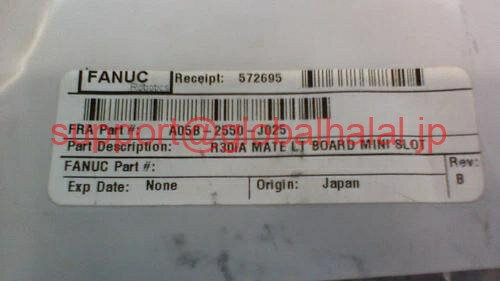 FANUC Robotics Receipt: 572695
FRA Part #: A05B-2550-J025
support@globalhalal.jp
Part Description: R30iA MATE LT BOARD MINI SLOT
FANUC Part #:
Rev: B
Exp Date: None Origin: Japan